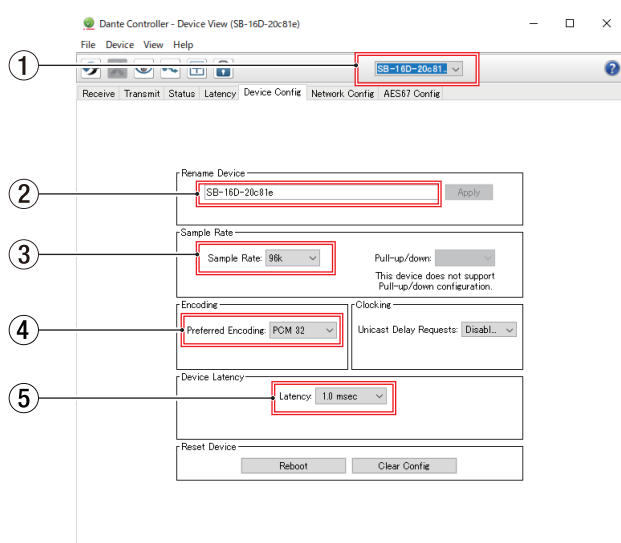 Dante Controller - Device View (SB-16D-20c81e)
File Device View Help
1
SB-16D-20c81..
?
Receive Transmit Status Latency Device Config Network Config AES67 Config
Rename Device
2
SB-16D-20c81e
Apply
Sample Rate
3
Sample Rate: 96k
Pull-up/down:
This device does not support
Pull-up/down configuration.
Encoding
Clocking
4
Preferred Encoding: PCM 32
Unicast Delay Requests: Disabl..
Device Latency
5
Latency: 1.0 msec
Reset Device
Reboot
Clear Config